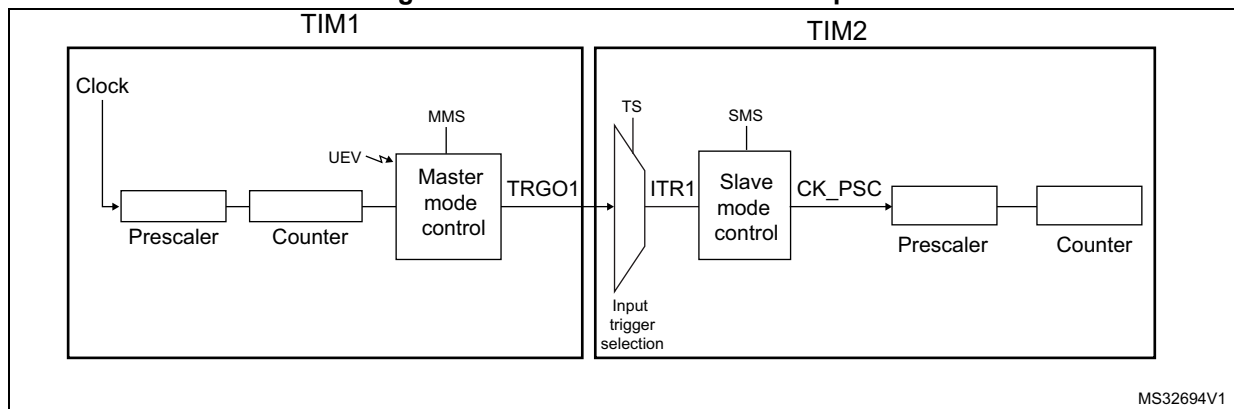 TIM1
TIM2
Clock
MMS
UEV
Master
mode
control
TRGO1
Prescaler
Counter
TS
SMS
ITR1
Slave
mode
control
CK_PSC
Prescaler
Counter
Input
trigger
selection
MS32694V1